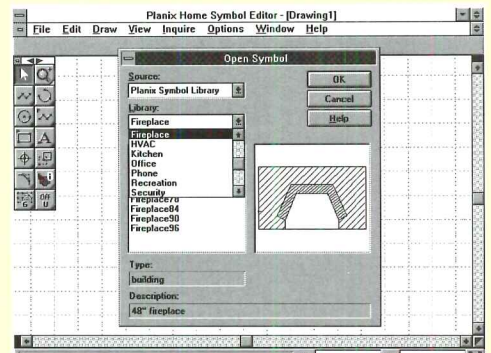 Planix Home Symbol Editor - [Drawing1]
File Edit Draw View Inquire Options Window Help
Open Symbol
Source:
Planix Symbol Library
Library:
Fireplace
Fireplace
HVAC
Kitchen
Office
Phone
Recreation
Security
Fireplace78
Fireplace84
Fireplace90
Fireplace96
OK
Cancel
Help
Type:
building
Description:
48" fireplace
A
G
Off
U